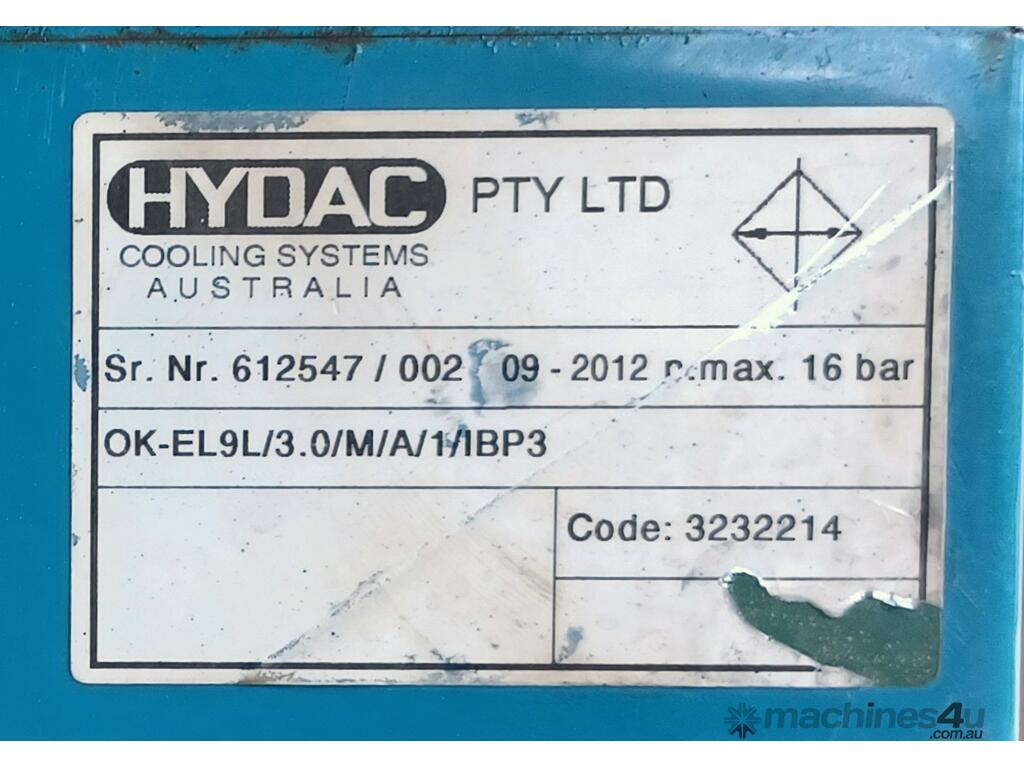 HYDAC PTY LTD
COOLING SYSTEMS
AUSTRALIA
Sr. Nr. 612547 / 002 09 - 2012 p.max. 16 bar
OK-EL9L/3.0/M/A/1/IBP3
Code: 3232214
machines4u
.com.au